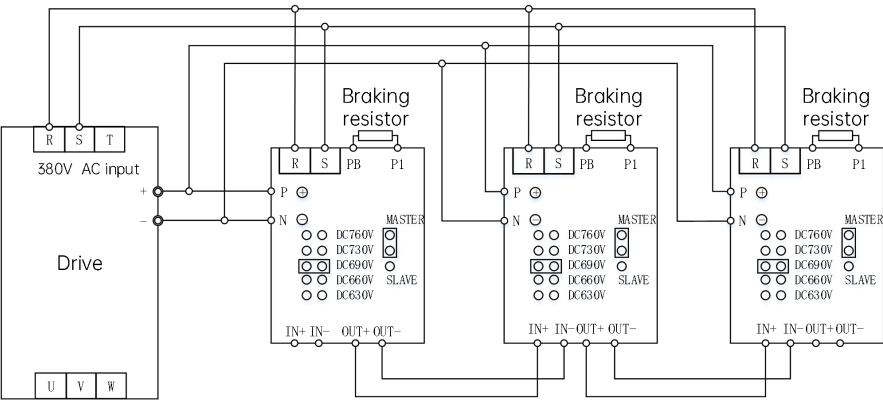 Braking resistor
Braking resistor
Braking resistor
R S T
R S PB P1
R S PB P1
R S PB P1
380V AC input
+
P +
P +
P +
−
N −
N −
N −
MASTER
MASTER
MASTER
DC760V
DC760V
DC760V
DC730V
DC730V
DC730V
Drive
DC690V
DC690V
DC690V
DC660V SLAVE
DC660V SLAVE
DC660V SLAVE
DC630V
DC630V
DC630V
IN+ IN- OUT+ OUT-
IN+ IN- OUT+ OUT-
IN+ IN- OUT+ OUT-
U V W